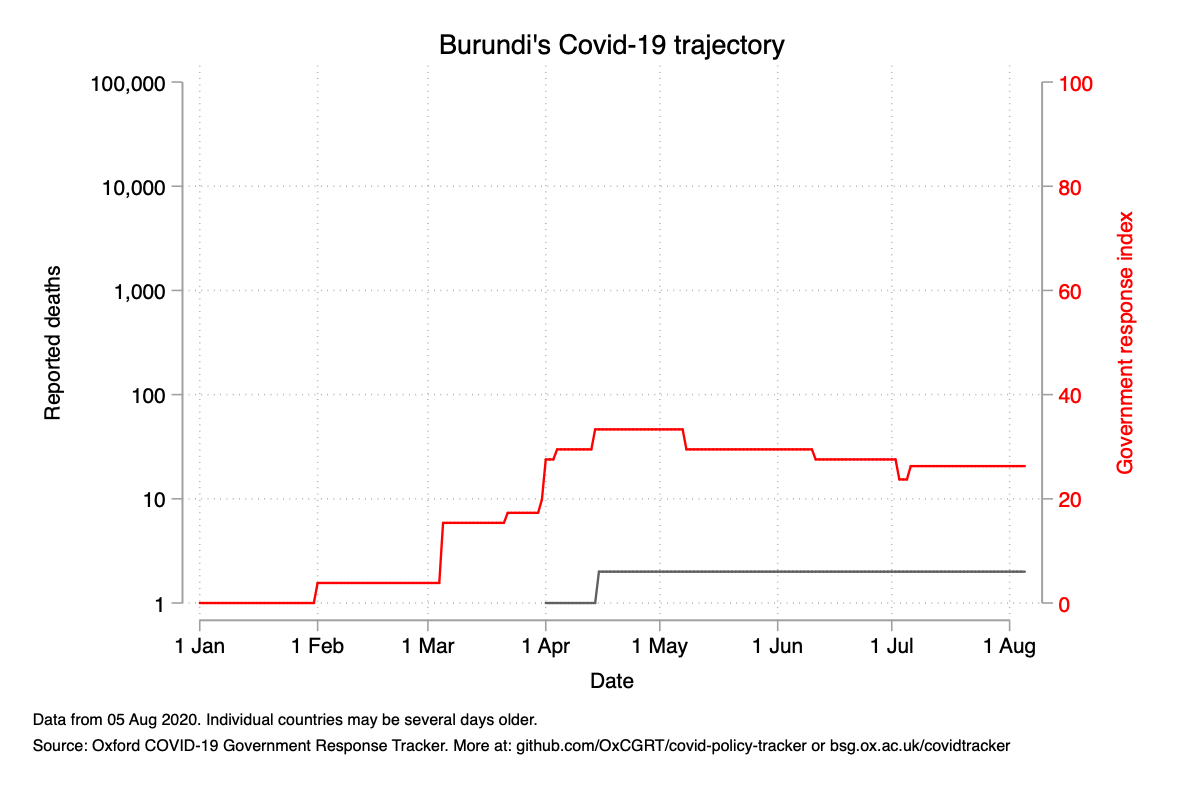 Burundi's Covid-19 trajectory
100,000
10,000
1,000
100
10
1
Reported deaths
100
80
60
40
20
0
Government response index
1 Jan 1 Feb 1 Mar 1 Apr 1 May 1 Jun 1 Jul 1 Aug
Date
Data from 05 Aug 2020. Individual countries may be several days older.
Source: Oxford COVID-19 Government Response Tracker. More at: github.com/OxCGRT/covid-policy-tracker or bsg.ox.ac.uk/covidtracker